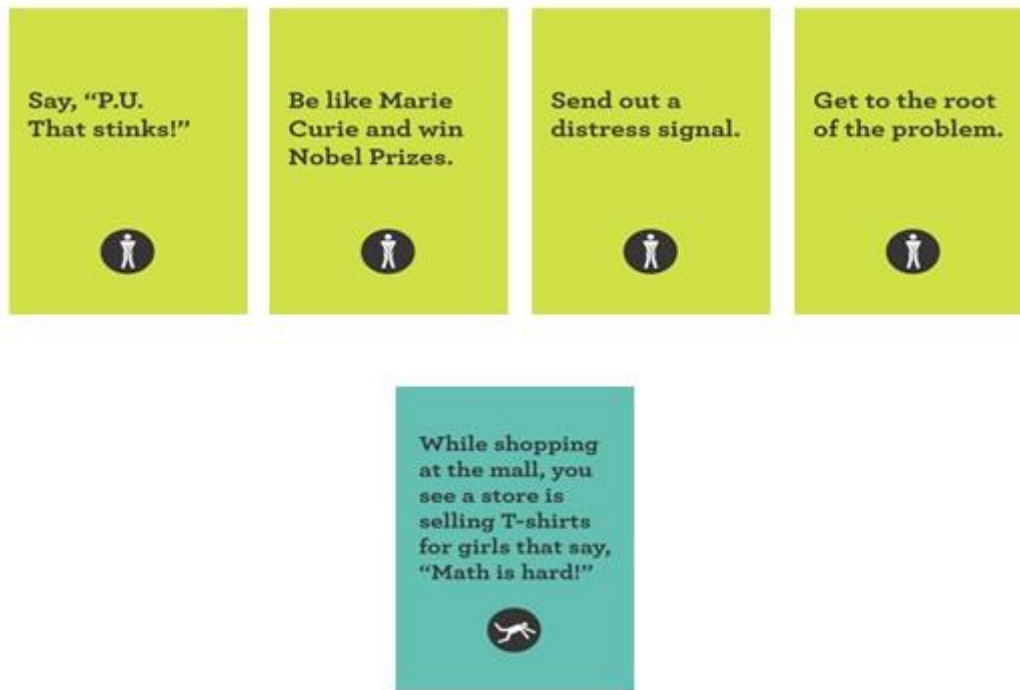 Say, “P.U.
That stinks!”
Be like Marie
Curie and win
Nobel Prizes.
Send out a
distress signal.
Get to the root
of the problem.
While shopping
at the mall, you
see a store is
selling T-shirts
for girls that say,
“Math is hard!”